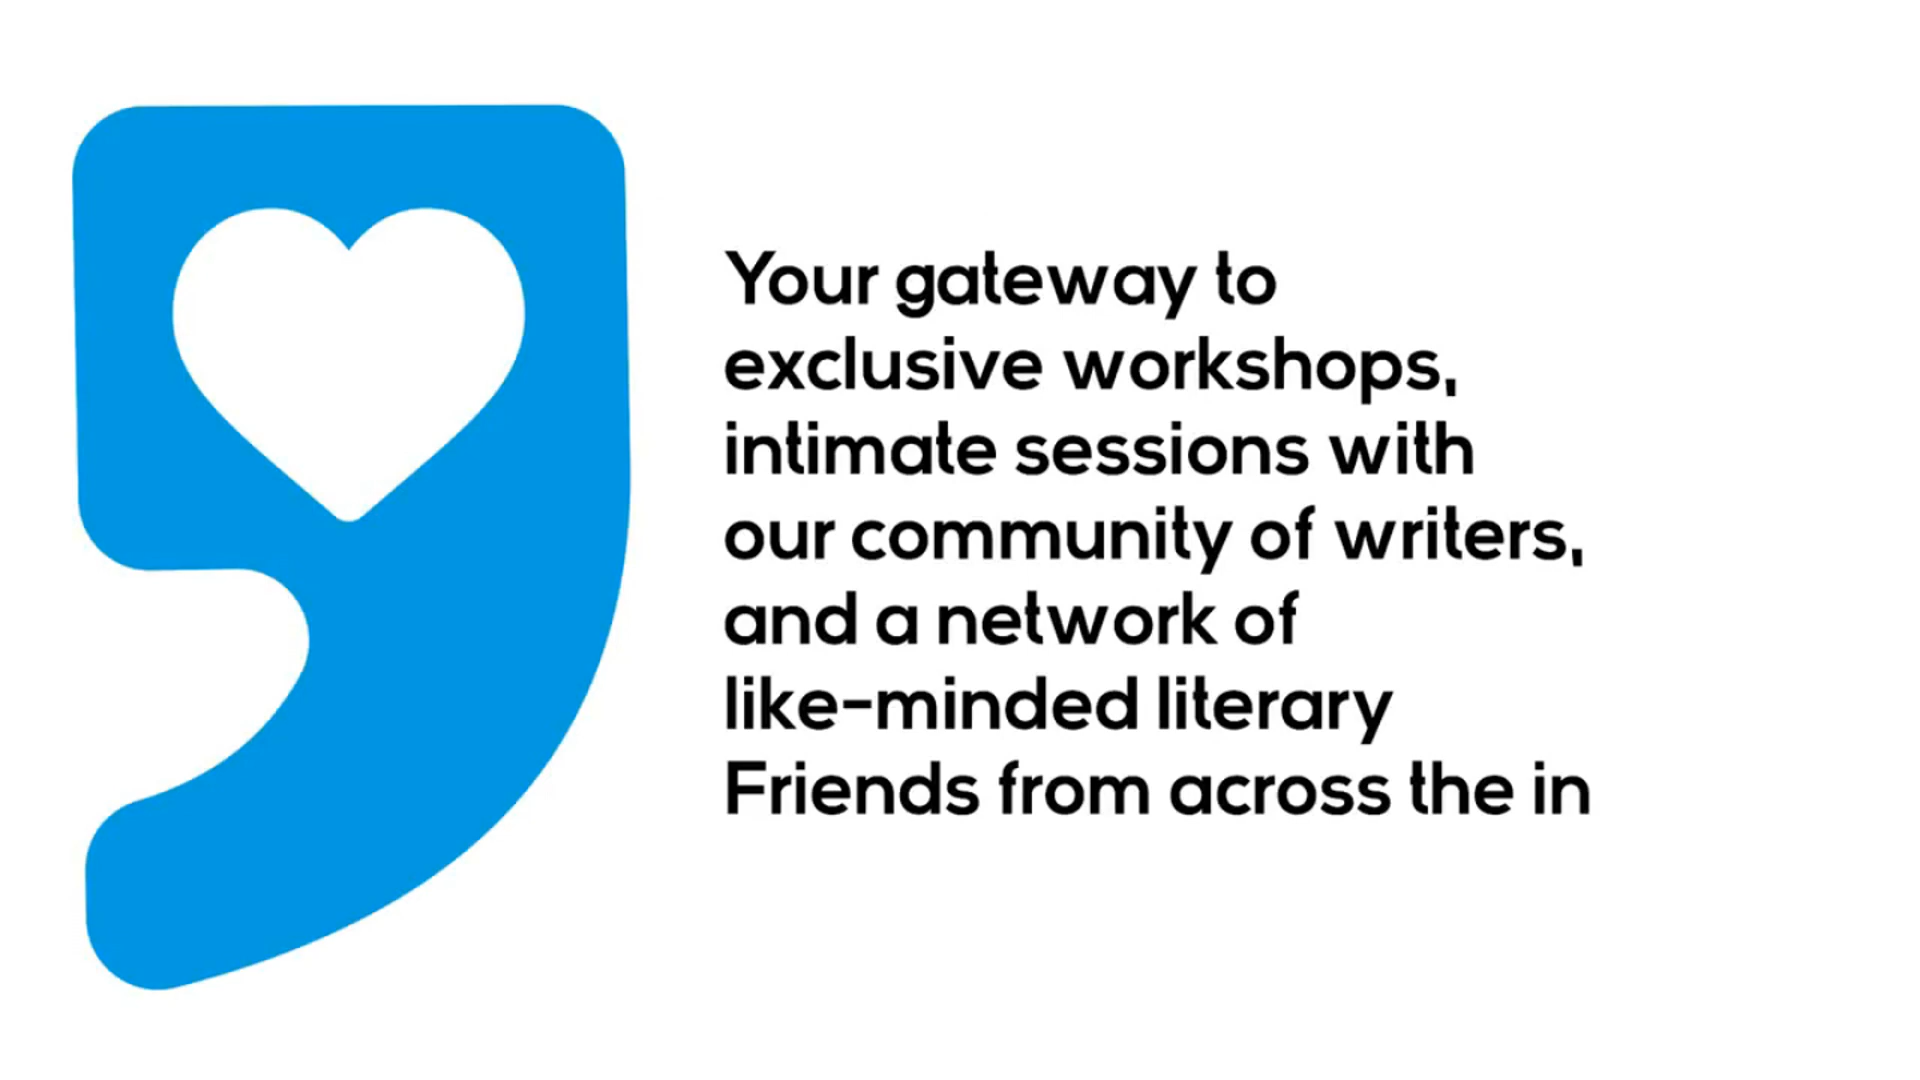 Your gateway to
exclusive workshops,
intimate sessions with
our community of writers,
and a network of
like-minded literary
Friends from across the in